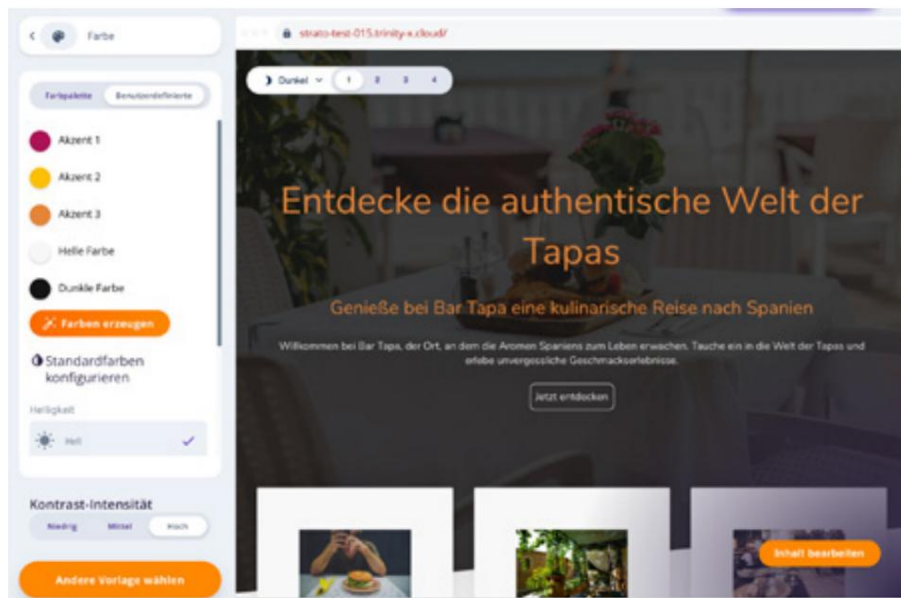 Farbe
Farbpalette Benutzerdefinierte
Akzent 1
Akzent 2
Akzent 3
Helle Farbe
Dunkle Farbe
Farben erzeugen
Standardfarben
konfigurieren
Helligkeit
Hell
Kontrast-Intensität
Niedrig Mittel Hoch
Andere Vorlage wählen
strato-test-015.trinity-x.cloud/
Dunkel 1 2 3 4
Entdecke die authentische Welt der
Tapas
Genieße bei Bar Tapa eine kulinarische Reise nach Spanien
Willkommen bei Bar Tapa, der Ort, an dem die Aromen Spaniens zum Leben erwachen. Tauche ein in die Welt der Tapas und
erlebe unvergessliche Geschmackserlebnisse.
Jetzt entdecken
Inhalt bearbeiten